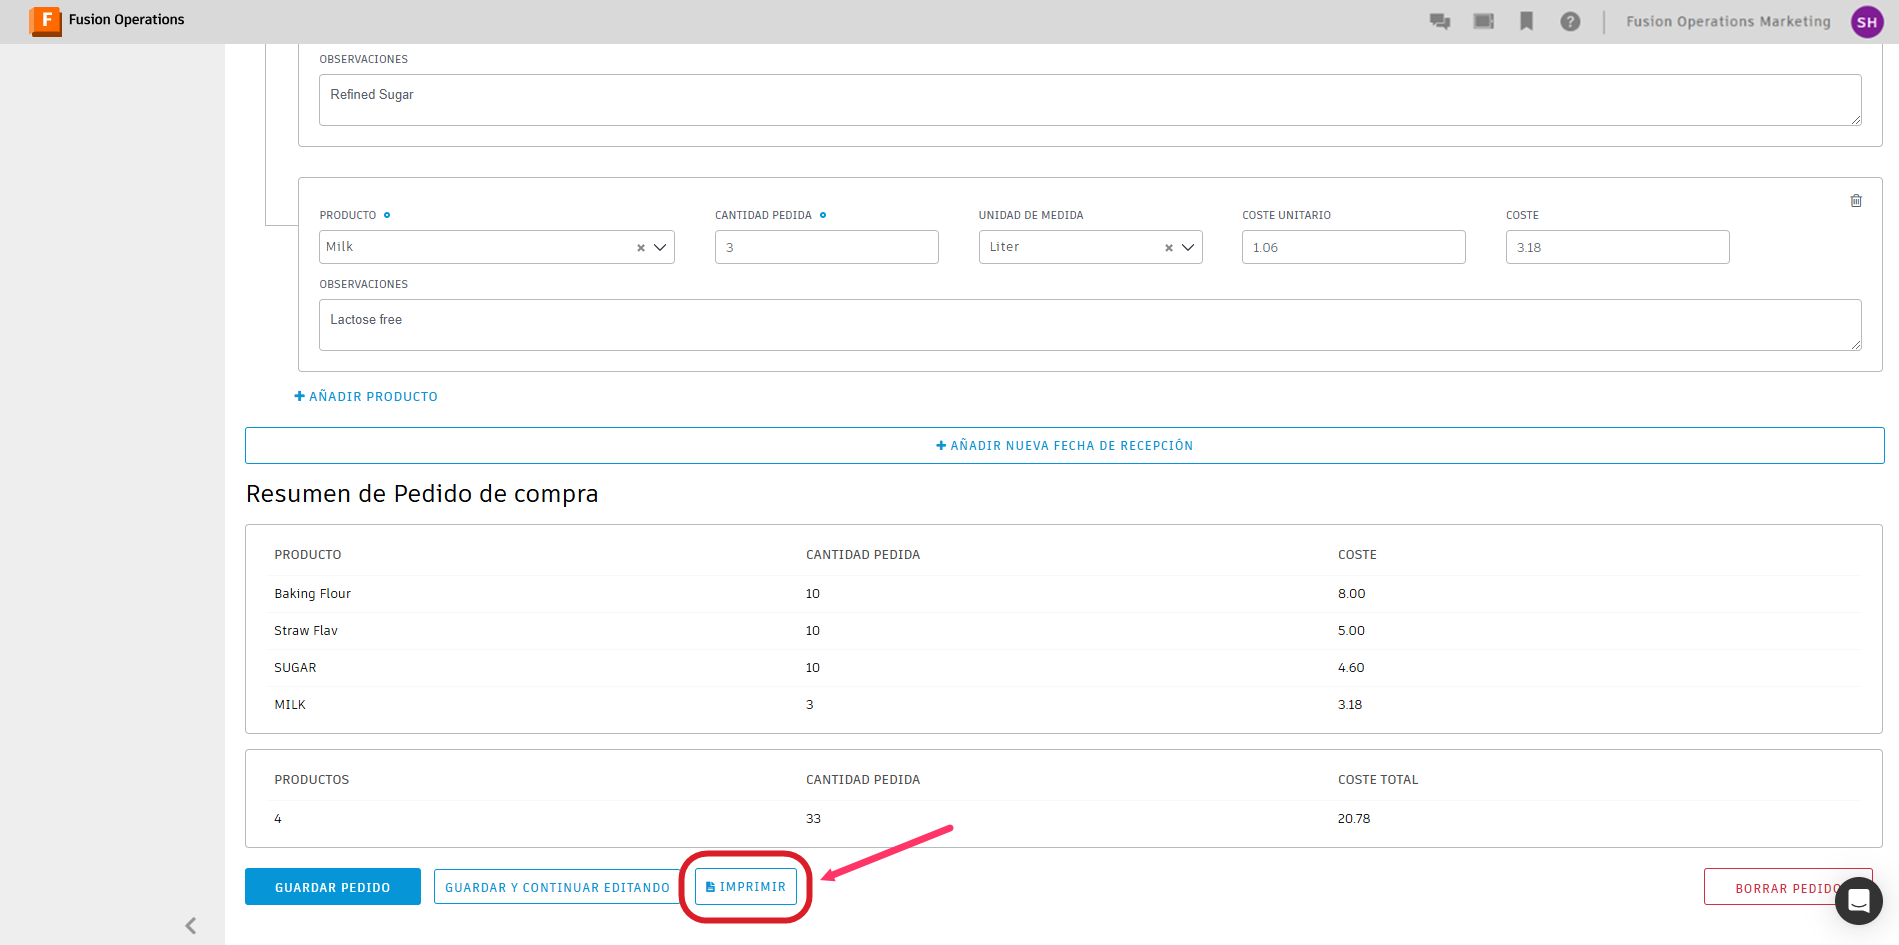 Fusion Operations
Fusion Operations Marketing
SH
OBSERVACIONES
Refined Sugar
PRODUCTO
CANTIDAD PEDIDA
UNIDAD DE MEDIDA
COSTE UNITARIO
COSTE
Milk
3
Liter
1.06
3.18
OBSERVACIONES
Lactose free
AÑADIR PRODUCTO
AÑADIR NUEVA FECHA DE RECEPCIÓN
Resumen de Pedido de compra
PRODUCTO CANTIDAD PEDIDA COSTE
Baking Flour 10 8.00
Straw Flav 10 5.00
SUGAR 10 4.60
MILK 3 3.18
PRODUCTOS CANTIDAD PEDIDA COSTE TOTAL
4 33 20.78
GUARDAR PEDIDO
GUARDAR Y CONTINUAR EDITANDO
IMPRIMIR
BORRAR PEDIDO